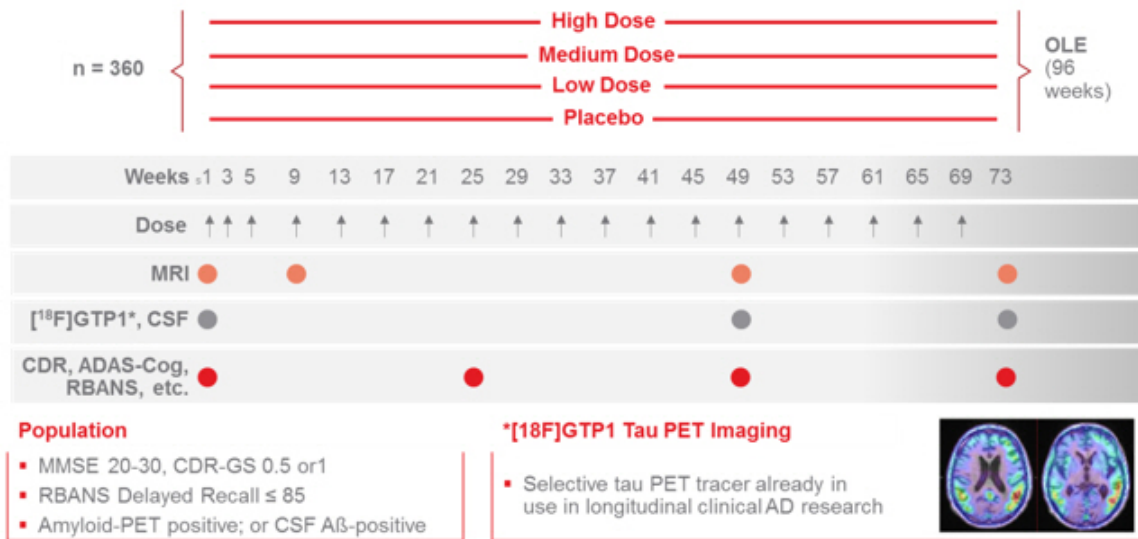 High Dose
n = 360
Medium Dose
OLE
(96
weeks)
Low Dose
Placebo
Weeks 1 3 5 9 13 17 21 25 29 33 37 41 45 49 53 57 61 65 69 73
Dose
MRI
[¹⁸F]GTP1*, CSF
CDR, ADAS-Cog,
RBANS, etc.
Population
▪ MMSE 20-30, CDR-GS 0.5 or1
▪ RBANS Delayed Recall ≤ 85
▪ Amyloid-PET positive; or CSF Aß-positive
*[18F]GTP1 Tau PET Imaging
▪ Selective tau PET tracer already in
use in longitudinal clinical AD research